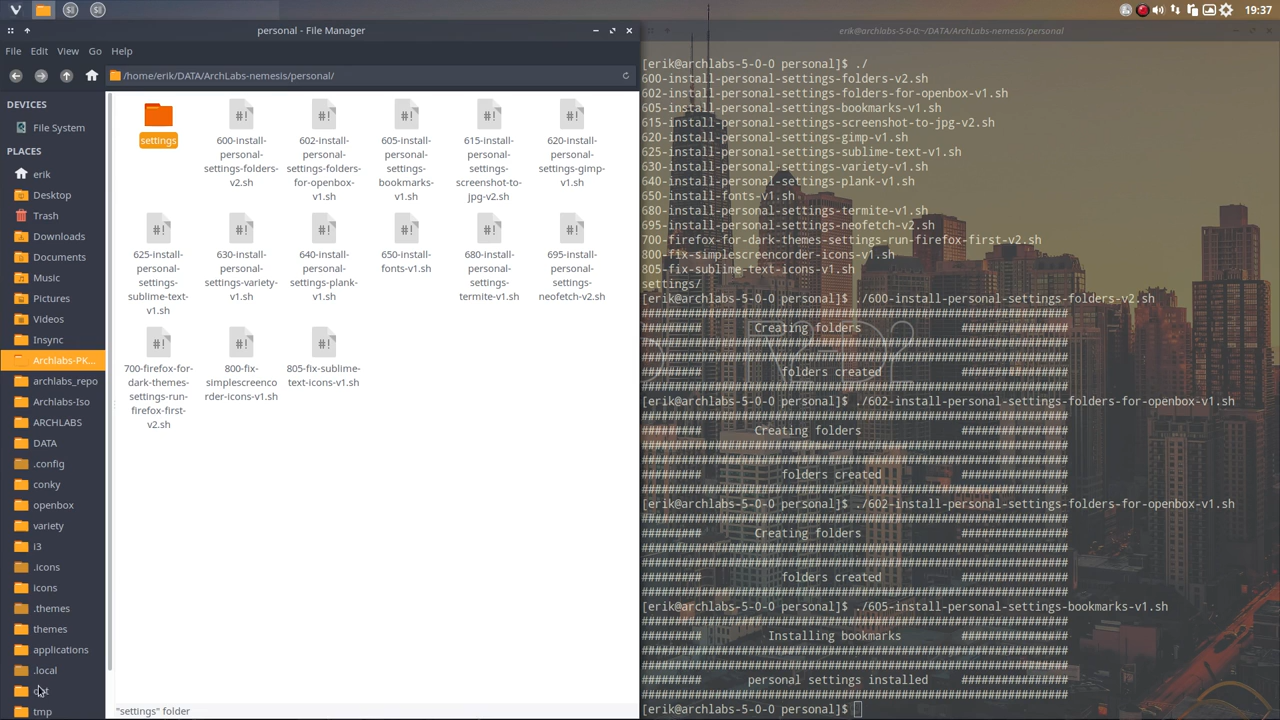 19:37
personal - File Manager
erik@archlabs-5-0-0:~/DATA/ArchLabs-nemesis/personal
File Edit View Go Help
/home/erik/DATA/ArchLabs-nemesis/personal/
DEVICES
File System
PLACES
erik
Desktop
Trash
Downloads
Documents
Music
Pictures
Videos
Insync
Archlabs-PK...
archlabs_repo
Archlabs-Iso
ARCHLABS
DATA
.config
conky
openbox
variety
i3
.icons
icons
.themes
themes
applications
.local
tmp
settings
600-install-
personal-
settings-folders-
v2.sh
602-install-
personal-
settings-folders-
for-openbox-
v1.sh
605-install-
personal-
settings-
bookmarks-
v1.sh
615-install-
personal-
settings-
screenshot-to-
jpg-v2.sh
620-install-
personal-
settings-gimp-
v1.sh
625-install-
personal-
settings-
sublime-text-
v1.sh
630-install-
personal-
settings-variety-
v1.sh
640-install-
personal-
settings-plank-
v1.sh
650-install-
fonts-v1.sh
680-install-
personal-
settings-
termite-v1.sh
695-install-
personal-
settings-
neofetch-v2.sh
700-firefox-for-
dark-themes-
settings-run-
firefox-first-
v2.sh
800-fix-
simplescreenco
rder-icons-v1.sh
805-fix-sublime-
text-icons-v1.sh
"settings" folder
[erik@archlabs-5-0-0 personal]$ ./
600-install-personal-settings-folders-v2.sh
602-install-personal-settings-folders-for-openbox-v1.sh
605-install-personal-settings-bookmarks-v1.sh
615-install-personal-settings-screenshot-to-jpg-v2.sh
620-install-personal-settings-gimp-v1.sh
625-install-personal-settings-sublime-text-v1.sh
630-install-personal-settings-variety-v1.sh
640-install-personal-settings-plank-v1.sh
650-install-fonts-v1.sh
680-install-personal-settings-termite-v1.sh
695-install-personal-settings-neofetch-v2.sh
700-firefox-for-dark-themes-settings-run-firefox-first-v2.sh
800-fix-simplescreencorder-icons-v1.sh
805-fix-sublime-text-icons-v1.sh
settings/
[erik@archlabs-5-0-0 personal]$ ./600-install-personal-settings-folders-v2.sh
################################################################
######### Creating folders ################
################################################################
################################################################
######### folders created ################
################################################################
[erik@archlabs-5-0-0 personal]$ ./602-install-personal-settings-folders-for-openbox-v1.sh
################################################################
######### Creating folders ################
################################################################
################################################################
######### folders created ################
################################################################
[erik@archlabs-5-0-0 personal]$ ./602-install-personal-settings-folders-for-openbox-v1.sh
################################################################
######### Creating folders ################
################################################################
################################################################
######### folders created ################
################################################################
[erik@archlabs-5-0-0 personal]$ ./605-install-personal-settings-bookmarks-v1.sh
################################################################
######### Installing bookmarks ################
################################################################
################################################################
######### personal settings installed ################
################################################################
[erik@archlabs-5-0-0 personal]$